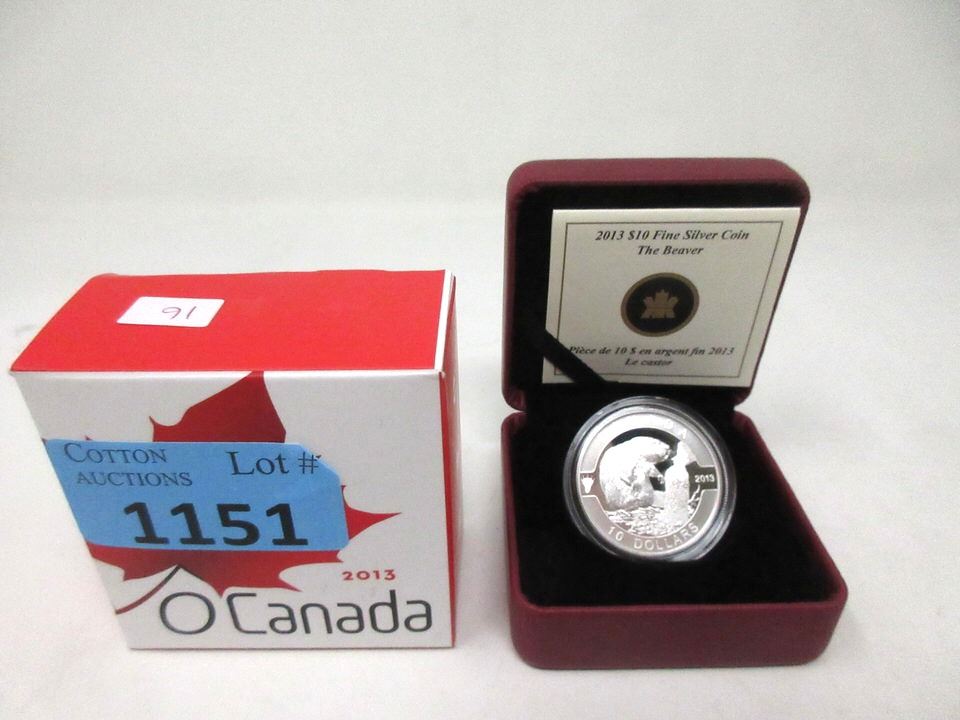 91
COTTON
AUCTIONS
Lot #
1151
2013
O Canada
2013 $10 Fine Silver Coin
The Beaver
Pièce de 10 $ en argent fin 2013
Le castor
2013
10 DOLLARS